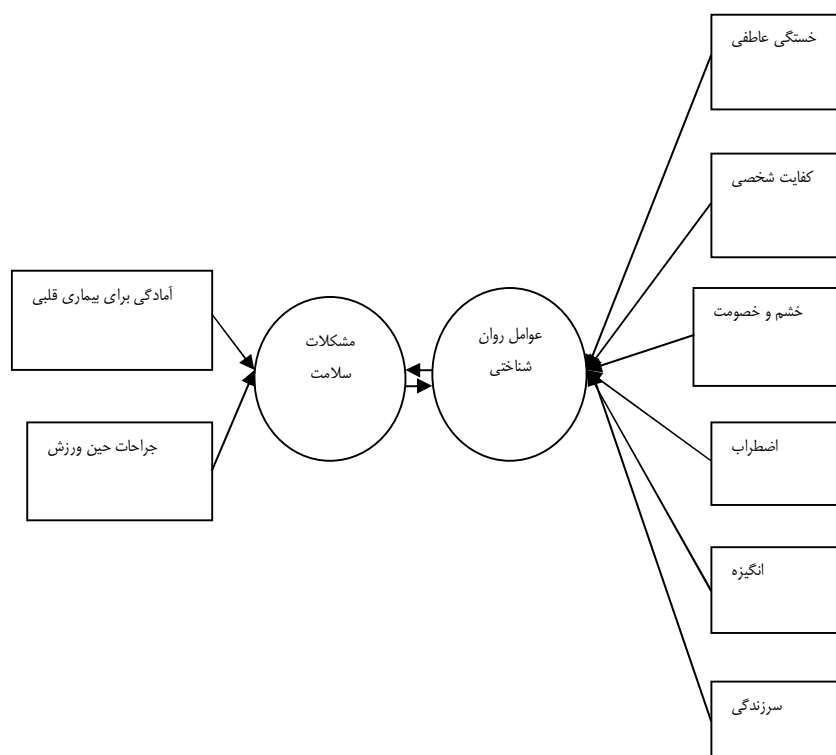 خستگی عاطفی
کفایت شخصی
خشم و خصومت
اضطراب
انگیزه
سرزندگی
عوامل روان
شناختی
مشکلات
سلامت
آمادگی برای بیماری قلبی
جراحات حین ورزش